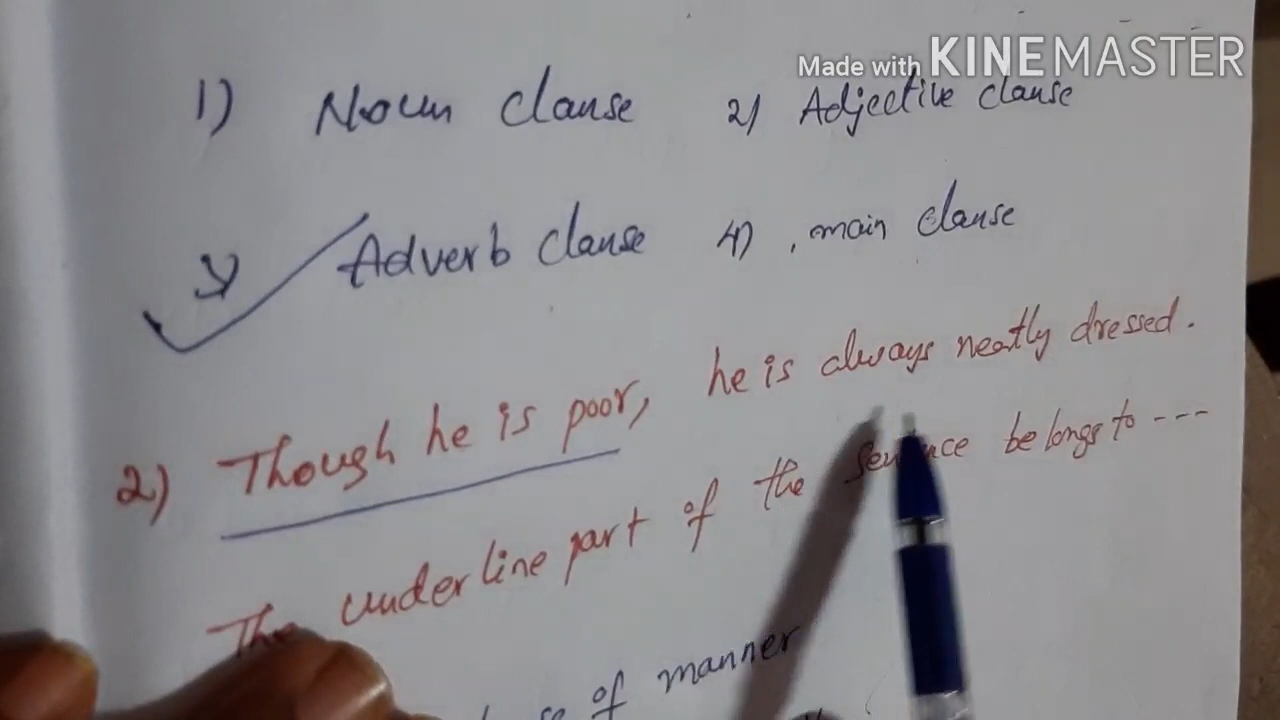 Made with KINEMASTER
1) Noun clause 2) Adjective clause
3) Adverb clause 4) main clause
2) Though he is poor, he is always neatly dressed.
The underline part of the sentence belongs to ---
of manner